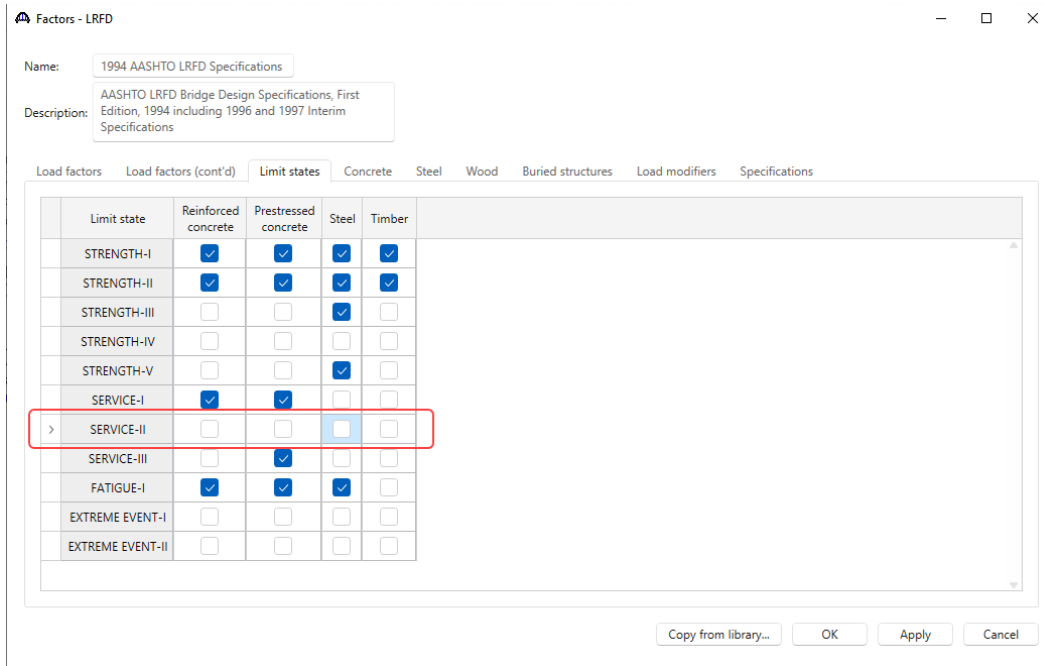 Factors - LRFD
Name: 1994 AASHTO LRFD Specifications
Description: AASHTO LRFD Bridge Design Specifications, First
Edition, 1994 including 1996 and 1997 Interim
Specifications
Load factors Load factors (cont'd) Limit states Concrete Steel Wood Buried structures Load modifiers Specifications
Limit state Reinforced concrete Prestressed concrete Steel Timber
STRENGTH-I
STRENGTH-II
STRENGTH-III
STRENGTH-IV
STRENGTH-V
SERVICE-I
SERVICE-II
SERVICE-III
FATIGUE-I
EXTREME EVENT-I
EXTREME EVENT-II
Copy from library... OK Apply Cancel